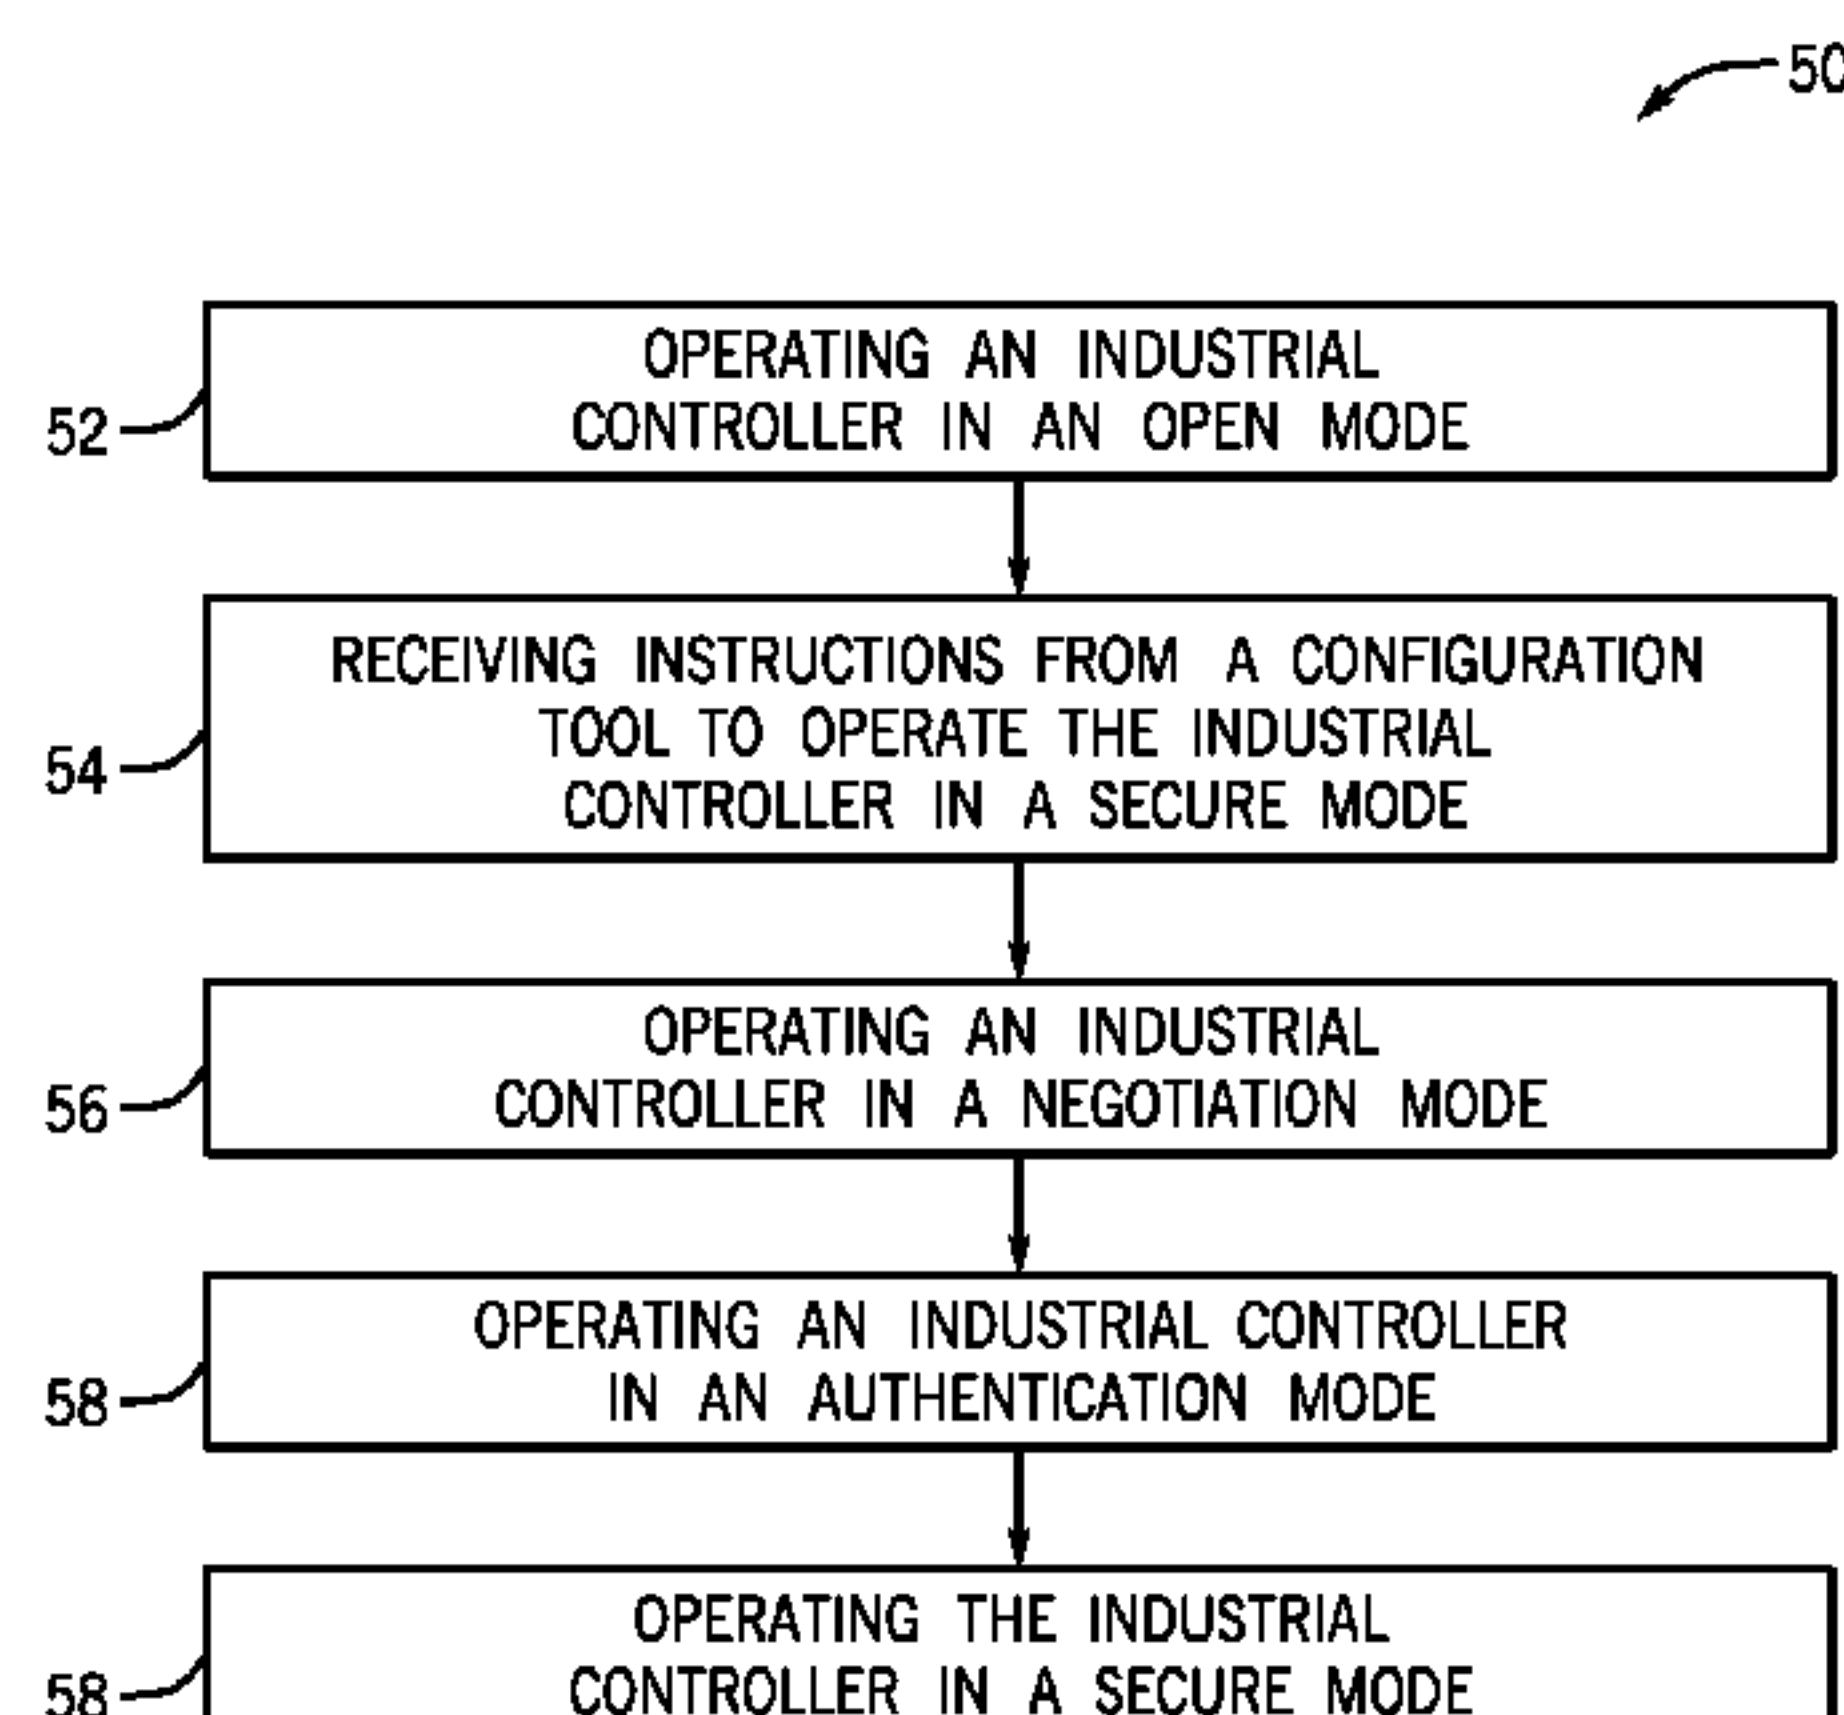 50
OPERATING AN INDUSTRIAL
CONTROLLER IN AN OPEN MODE
52
RECEIVING INSTRUCTIONS FROM A CONFIGURATION
TOOL TO OPERATE THE INDUSTRIAL
CONTROLLER IN A SECURE MODE
54
OPERATING AN INDUSTRIAL
CONTROLLER IN A NEGOTIATION MODE
56
OPERATING AN INDUSTRIAL CONTROLLER
IN AN AUTHENTICATION MODE
58
OPERATING THE INDUSTRIAL
CONTROLLER IN A SECURE MODE
58